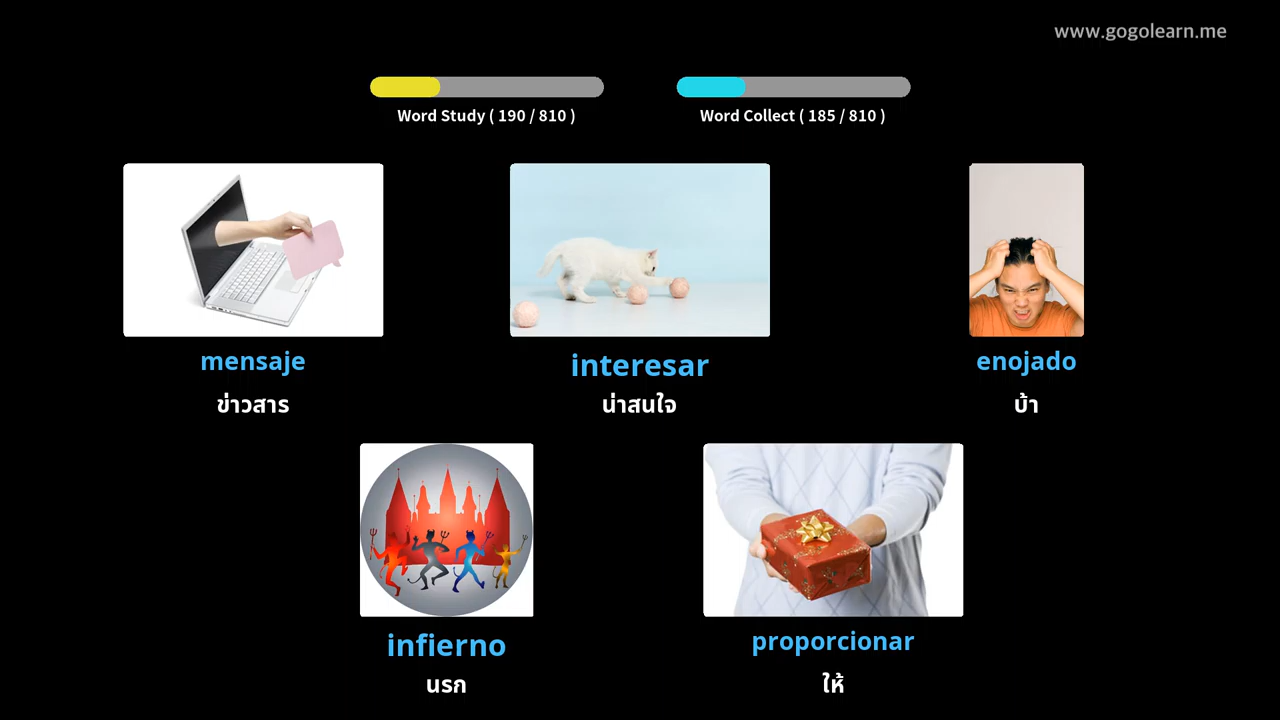 www.gogolearn.me
Word Study ( 190 / 810 )
Word Collect ( 185 / 810 )
mensaje
ข่าวสาร
interesar
น่าสนใจ
enojado
บ้า
infierno
นรก
proporcionar
ให้